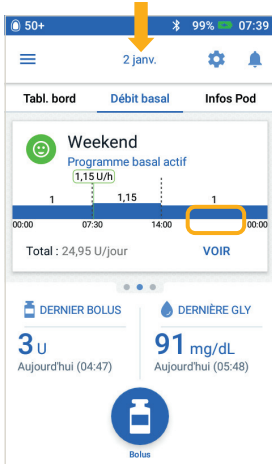 50+ 99% 07:39
2 janv.
Tabl. bord Débit basal Infos Pod
Weekend
Programme basal actif
1,15 U/h
1 1,15 1
00:00 07:30 14:00 00:00
Total : 24,95 U/jour VOIR
DERNIER BOLUS DERNIÈRE GLY
3 U 91 mg/dL
Aujourd'hui (04:47) Aujourd'hui (05:48)
Bolus